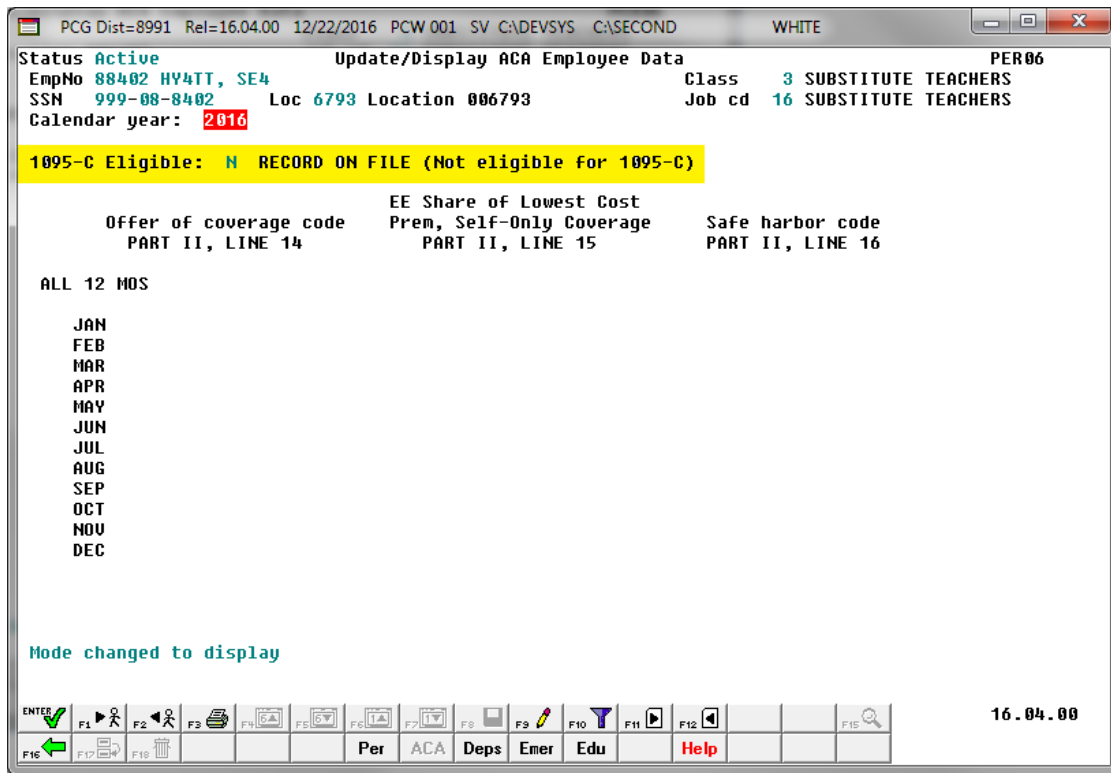 PCG Dist=8991 Rel=16.04.00 12/22/2016 PCW 001 SV C:\DEVSYS C:\SECOND WHITE
Status Active Update/Display ACA Employee Data PER06
EmpNo 88402 HY4TT, SE4 Class 3 SUBSTITUTE TEACHERS
SSN 999-08-8402 Loc 6793 Location 006793 Job cd 16 SUBSTITUTE TEACHERS
Calendar year: 2016
1095-C Eligible: N RECORD ON FILE (Not eligible for 1095-C)
EE Share of Lowest Cost
Offer of coverage code Prem, Self-Only Coverage Safe harbor code
PART II, LINE 14 PART II, LINE 15 PART II, LINE 16
ALL 12 MOS
JAN
FEB
MAR
APR
MAY
JUN
JUL
AUG
SEP
OCT
NOV
DEC
Mode changed to display
ENTER F1 F2 F3 F4 F5 F6 F7 F8 F9 F10 F11 F12 F15 16.04.00
F16 F17 F18 Per ACA Deps Emer Edu Help